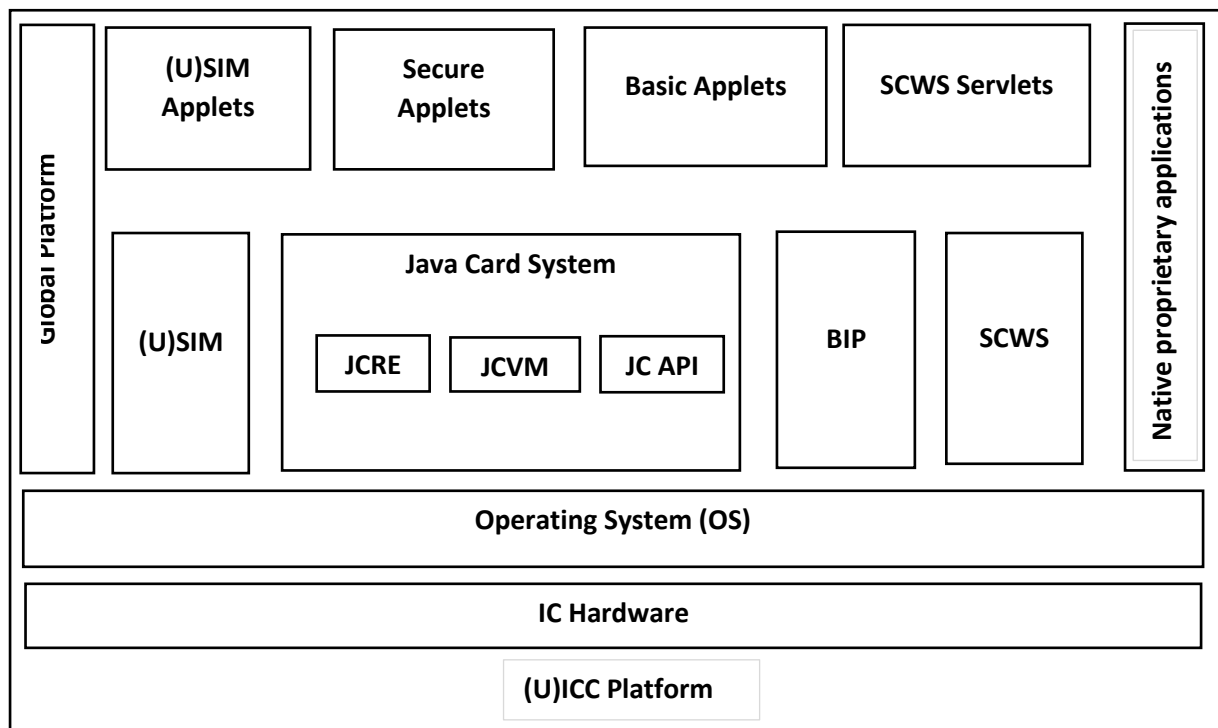 (U)SIM
Applets
Secure
Applets
Basic Applets
SCWS Servlets
Global Platform
Native proprietary applications
(U)SIM
Java Card System
JCRE
JCVM
JC API
BIP
SCWS
Operating System (OS)
IC Hardware
(U)ICC Platform